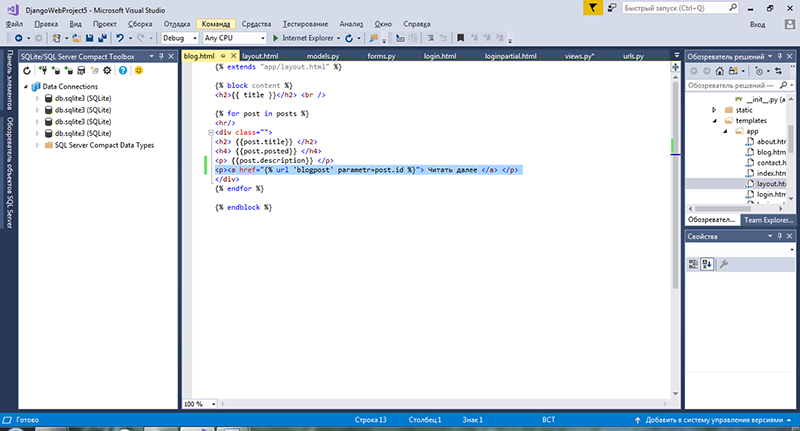 DjangoWebProject5 - Microsoft Visual Studio
Быстрый запуск (Ctrl+Q)
Файл Правка Вид Проект Сборка Отладка Команда Средства Тестирование Анализ Окно Справка
Вход
Debug Any CPU Internet Explorer
Панель элементов
Обозреватель объектов SQL Server
SQLite/SQL Server Compact Toolbox
Data Connections
db.sqlite3 (SQLite)
db.sqlite3 (SQLite)
db.sqlite3 (SQLite)
db.sqlite3 (SQLite)
SQL Server Compact Data Types
blog.html layout.html models.py forms.py login.html loginpartial.html views.py* urls.py
{% extends "app/layout.html" %}
{% block content %}
<h2>{{ title }}</h2> <br />
{% for post in posts %}
<hr/>
<div class="">
<h2> {{post.title}} </h2>
<h4> {{post.posted}} </h4>
<p> {{post.description}} </p>
<p><a href="{% url 'blogpost' parametr=post.id %}"> Читать далее </a> </p>
</div>
{% endfor %}
{% endblock %}
100 %
Обозреватель решений
__init__.py (a
static
templates
app
about.htm
blog.htm
contact.h
index.htm
layout.htm
login.htm
Обозревател... Team Explorer...
Свойства
Готово Строка 13 Столбец 1 Знак 1 ВСТ Добавить в систему управления версиями